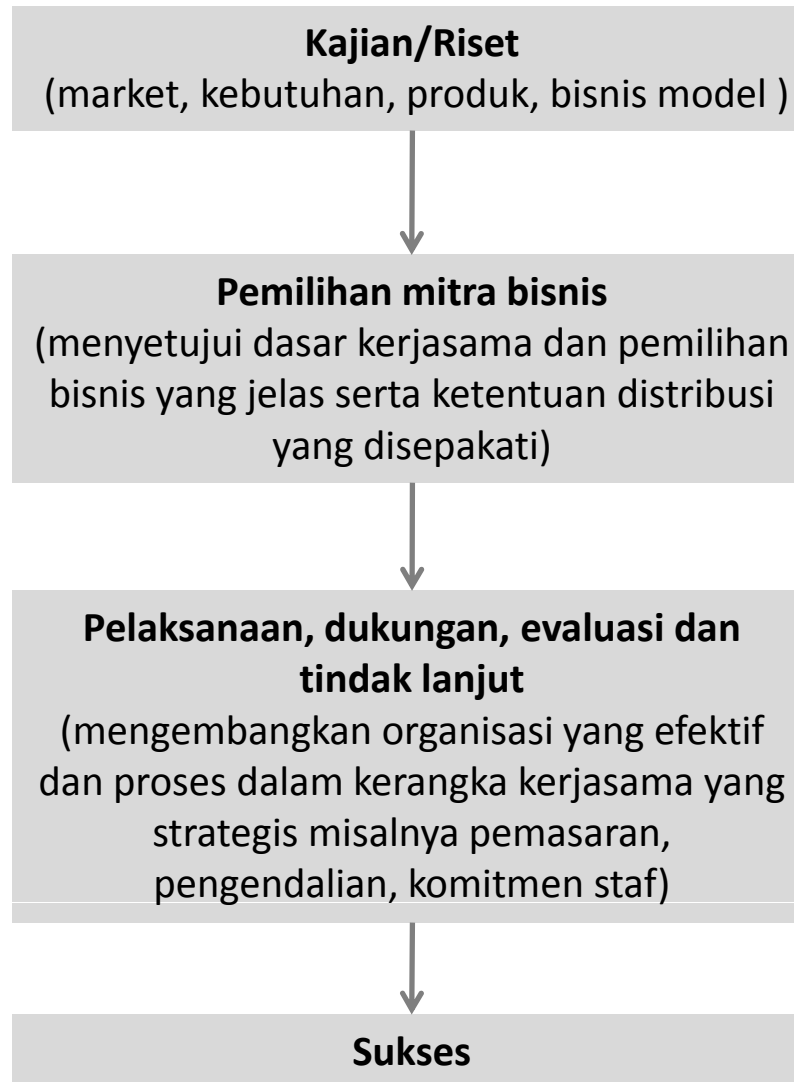 Kajian/Riset
(market, kebutuhan, produk, bisnis model )
Pemilihan mitra bisnis
(menyetujui dasar kerjasama dan pemilihan
bisnis yang jelas serta ketentuan distribusi
yang disepakati)
Pelaksanaan, dukungan, evaluasi dan
tindak lanjut
(mengembangkan organisasi yang efektif
dan proses dalam kerangka kerjasama yang
strategis misalnya pemasaran,
pengendalian, komitmen staf)
Sukses